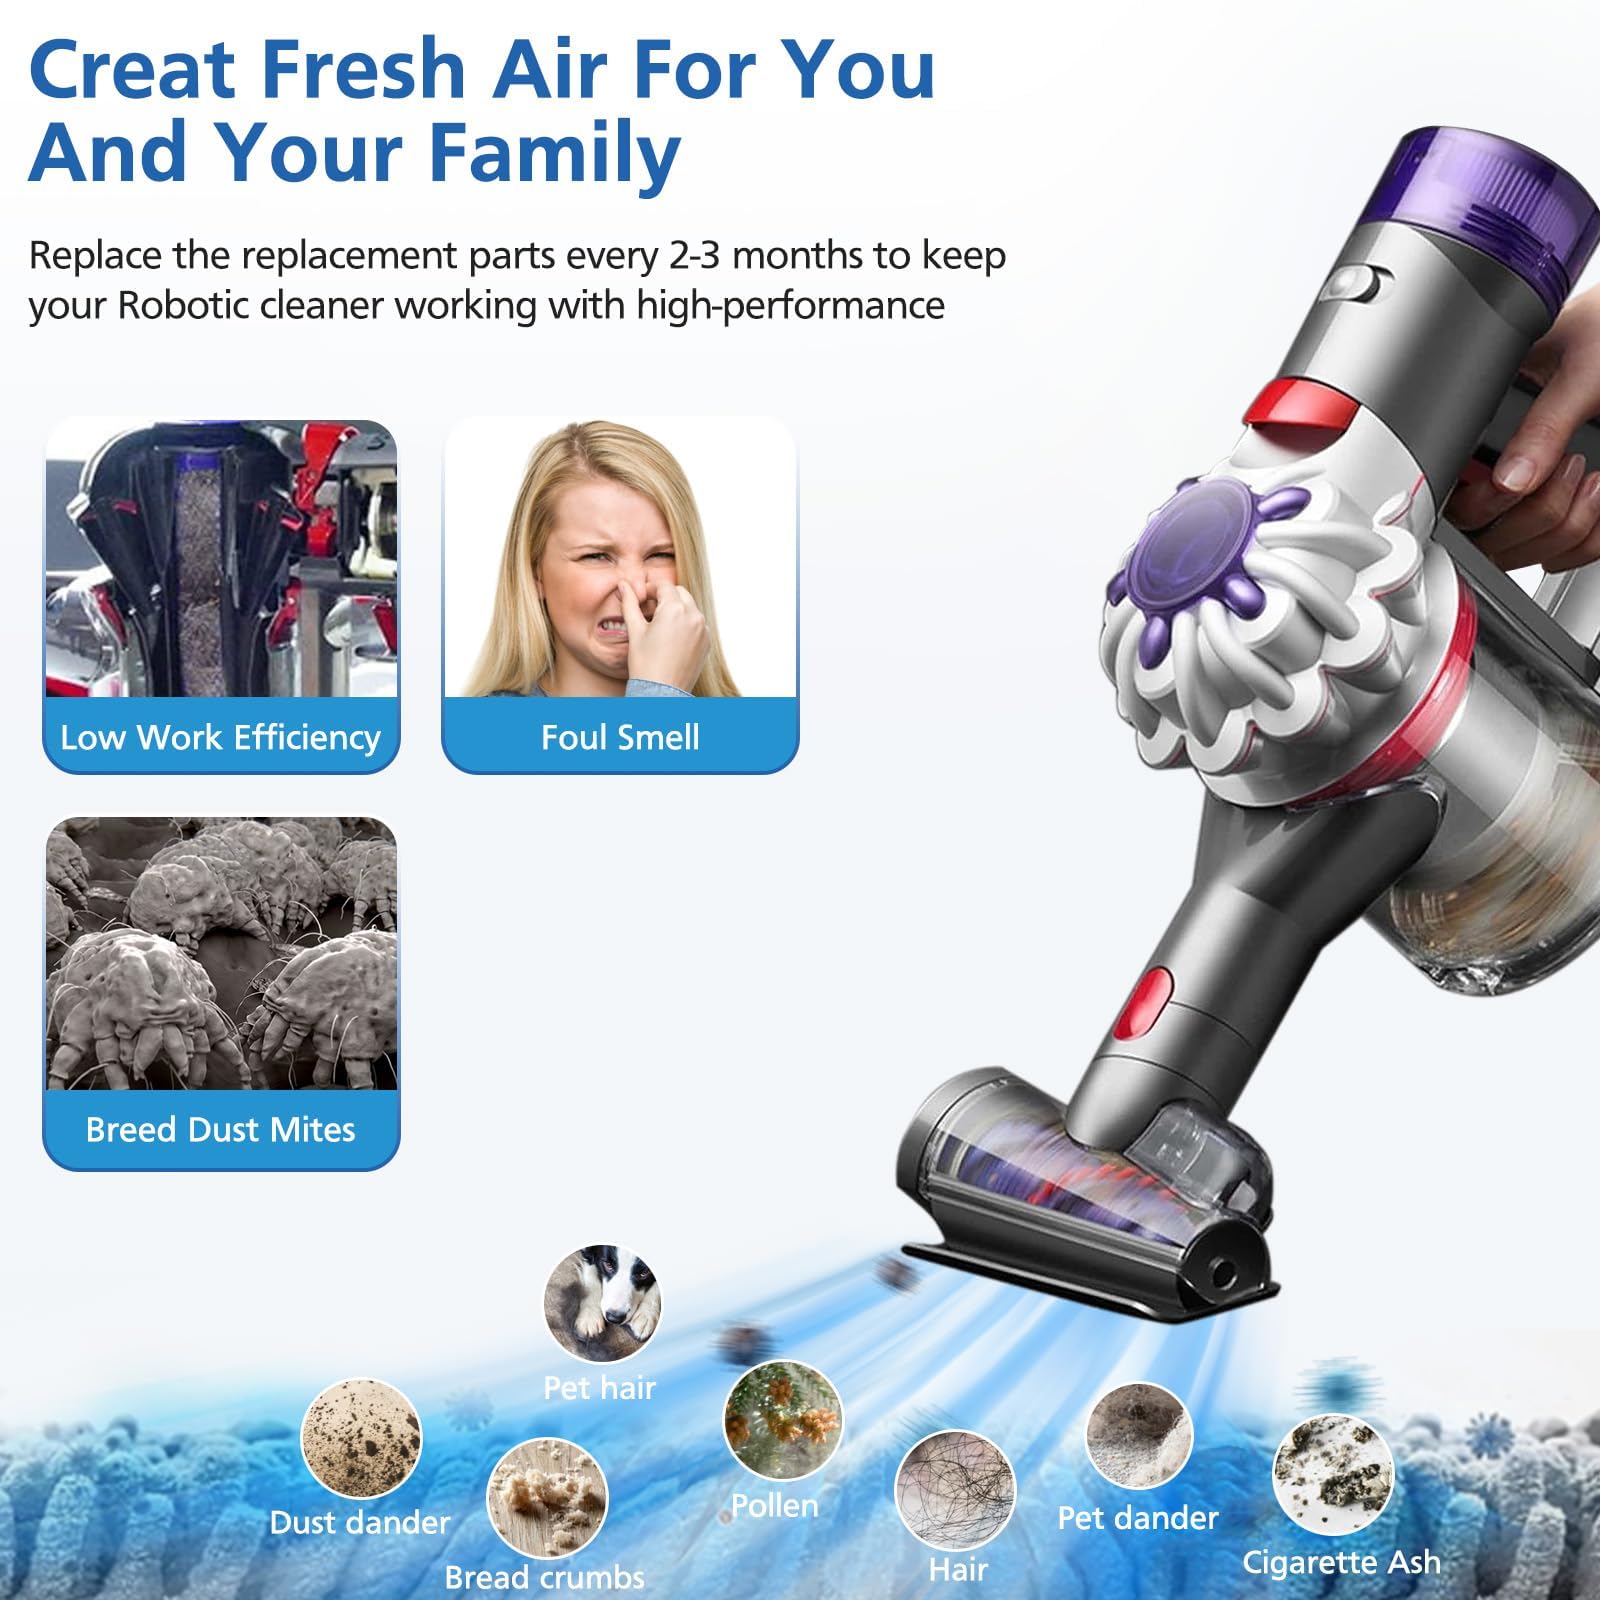 Creat Fresh Air For You
And Your Family
Replace the replacement parts every 2-3 months to keep
your Robotic cleaner working with high-performance
Low Work Efficiency
Foul Smell
Breed Dust Mites
Pet hair
Dust dander
Bread crumbs
Pollen
Hair
Pet dander
Cigarette Ash